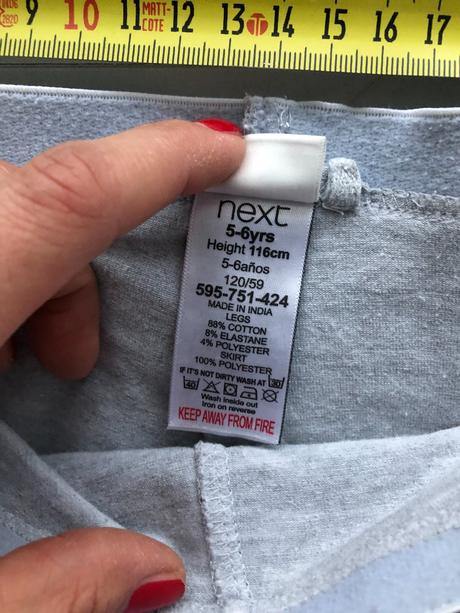 9 10 11 MATT-COTE 12 13 14 15 16 17
next
5-6yrs
Height 116cm
5-6años
120/59
595-751-424
MADE IN INDIA
LEGS
88% COTTON
8% ELASTANE
4% POLYESTER
SKIRT
100% POLYESTER
IF IT'S NOT DIRTY WASH AT 30
40
Wash inside out
Iron on reverse
KEEP AWAY FROM FIRE